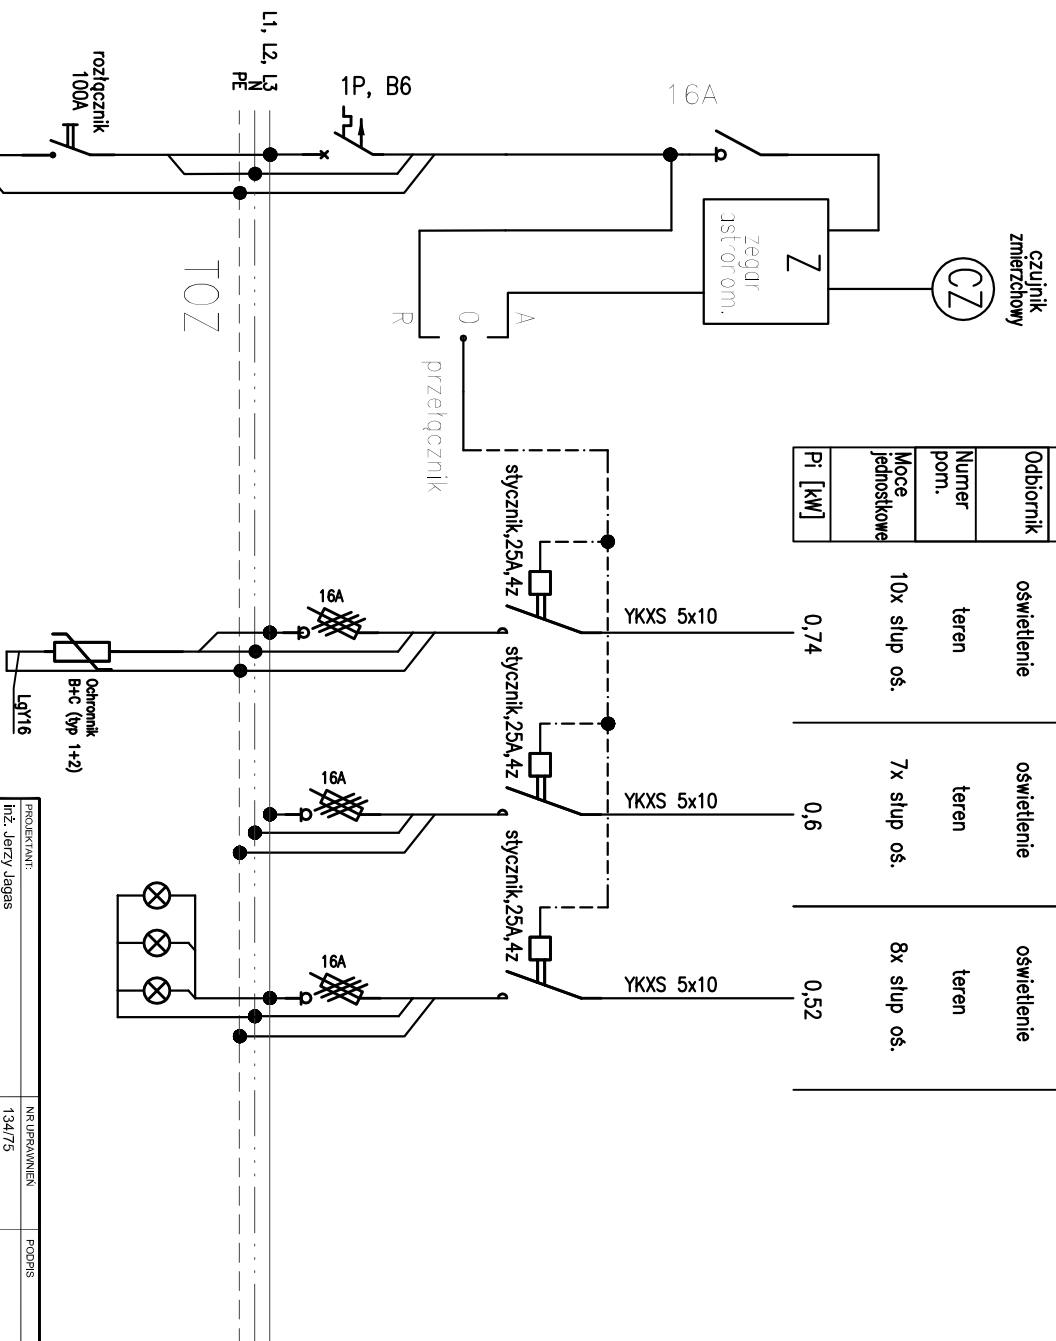 L1, L2, L3
N
PE
rozłącznik
100A
1P, B6
16A
czujnik
zmierzchowy
CZ
Z
zegar
astronom.
TOZ
A
0
R
przełącznik
Odbiornik
Numer
pom.
Moce
jednostkowe
Pi [kW]
oświetlenie
teren
10x słup oś.
0,74
oświetlenie
teren
7x słup oś.
0,6
oświetlenie
teren
8x słup oś.
0,52
stycznik,25A,4z
YKXS 5x10
16A
stycznik,25A,4z
YKXS 5x10
16A
stycznik,25A,4z
YKXS 5x10
16A
Ochronnik
B+C (typ 1+2)
LgY16
PROJEKTANT:
inż. Jerzy Jagas
NR UPRAWNIEŃ
134/75
PODPIS